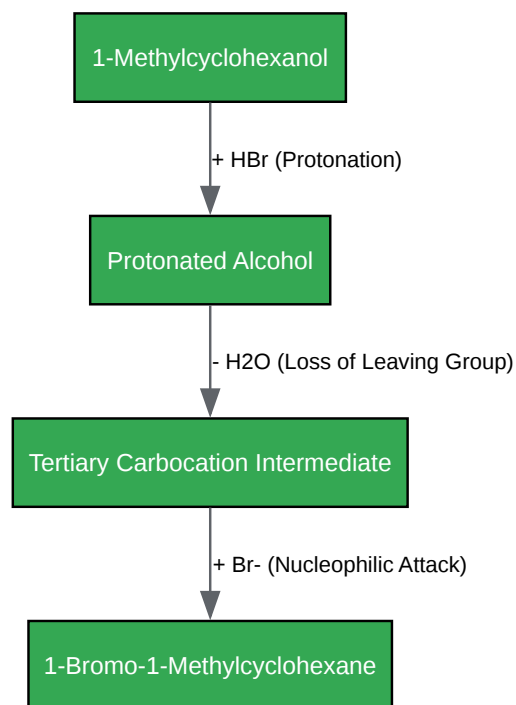 1-Methylcyclohexanol
+ HBr (Protonation)
Protonated Alcohol
- H2O (Loss of Leaving Group)
Tertiary Carbocation Intermediate
+ Br- (Nucleophilic Attack)
1-Bromo-1-Methylcyclohexane